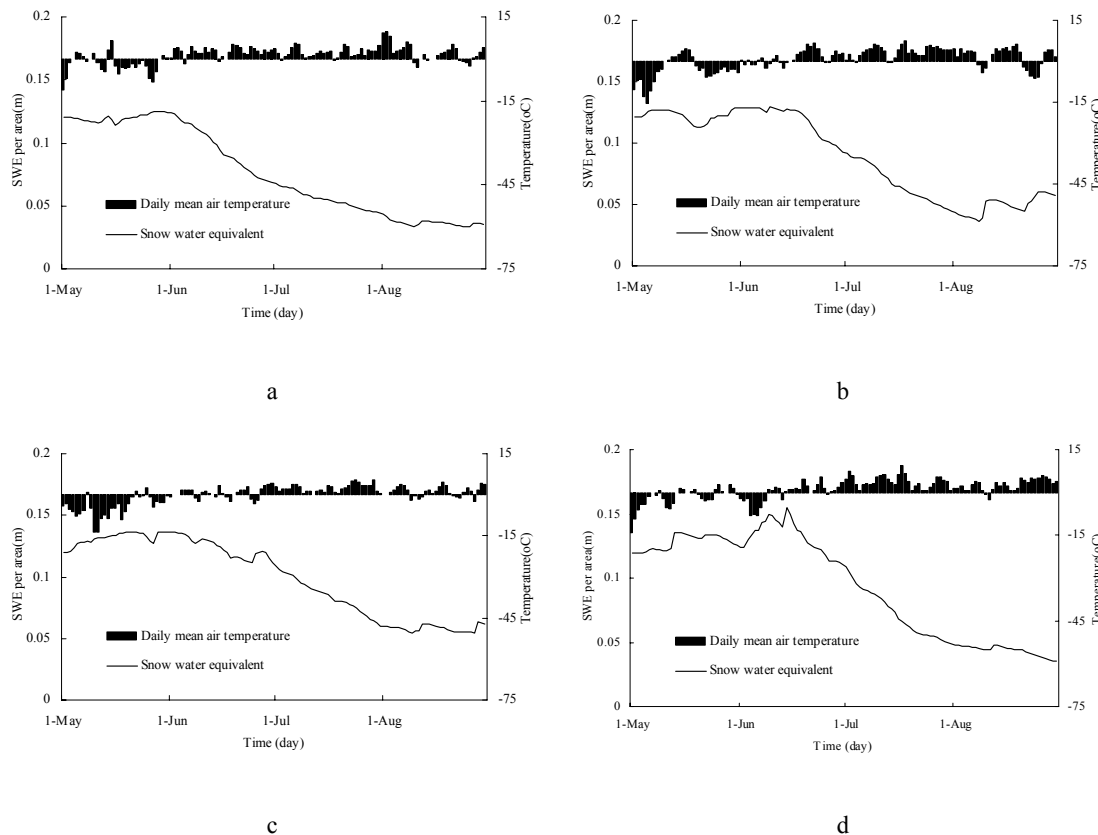 0.2
0.15
0.1
0.05
0
SWE per area(m)
15
-15
-45
-75
Temperature(oC)
Daily mean air temperature
Snow water equivalent
1-May 1-Jun 1-Jul 1-Aug
Time (day)
a
0.2
0.15
0.1
0.05
0
SWE per area(m)
15
-15
-45
-75
Temperature(oC)
Daily mean air temperature
Snow water equivalent
1-May 1-Jun 1-Jul 1-Aug
Time (day)
b
0.2
0.15
0.1
0.05
0
SWE per area(m)
15
-15
-45
-75
Temperature(oC)
Daily mean air temperature
Snow water equivalent
1-May 1-Jun 1-Jul 1-Aug
Time (day)
c
0.2
0.15
0.1
0.05
0
SWE per area(m)
15
-15
-45
-75
Temperature(oC)
Daily mean air temperature
Snow water equivalent
1-May 1-Jun 1-Jul 1-Aug
Time (day)
d